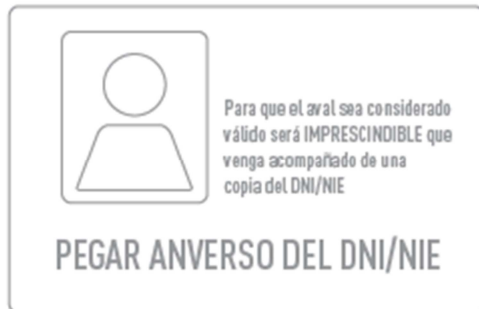 Para que el aval sea considerado
válido será IMPRESCINDIBLE que
venga acompañado de una
copia del DNI/NIE
PEGAR ANVERSO DEL DNI/NIE